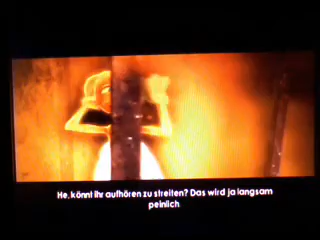 He, könnt ihr aufhören zu streiten? Das wird ja langsam
peinlich